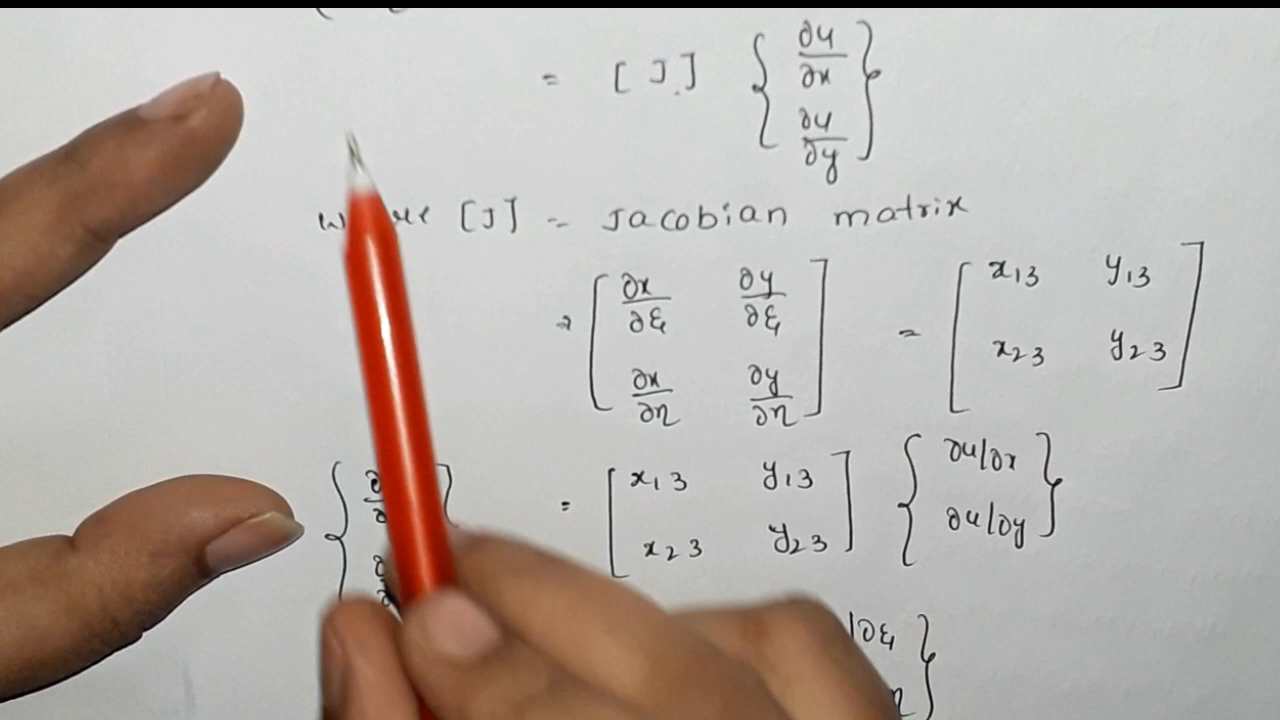 = [J] { ∂u/∂x
∂u/∂y }
[J] = Jacobian matrix
= [ ∂x/∂ξ ∂y/∂ξ
∂x/∂η ∂y/∂η ] = [ x13 y13
x23 y23 ]
= [ x13 y13
x23 y23 ] { ∂u/∂x
∂u/∂y }
/∂ξ }